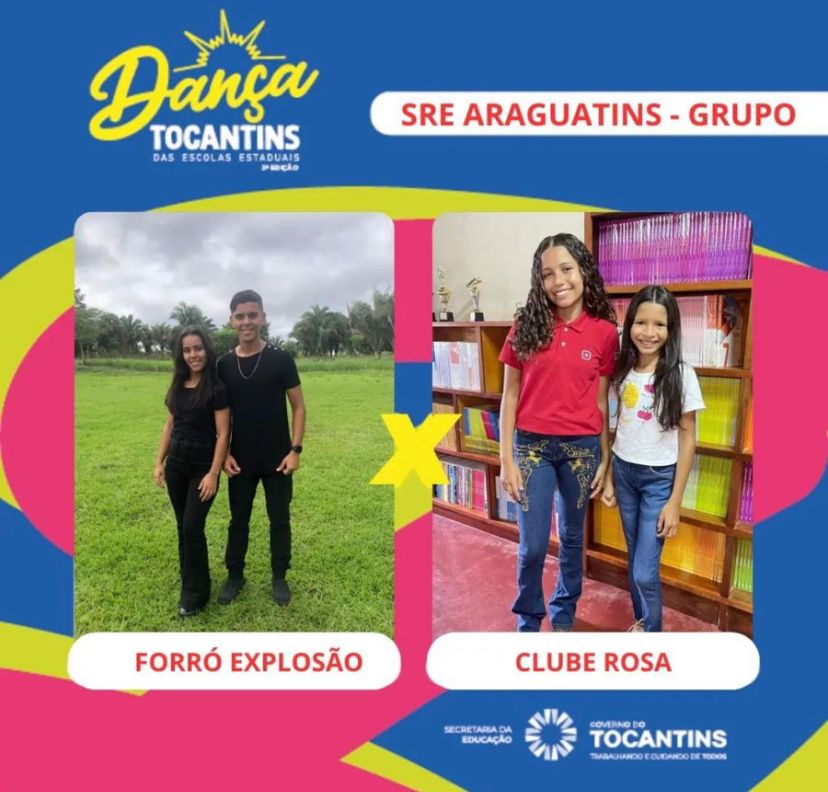 Dança
TOCANTINS
DAS ESCOLAS ESTADUAIS
3ª EDIÇÃO
SRE ARAGUATINS - GRUPO
X
FORRÓ EXPLOSÃO
CLUBE ROSA
SECRETARIA DA
EDUCAÇÃO
GOVERNO DO
TOCANTINS
TRABALHANDO E CUIDANDO DE TODOS